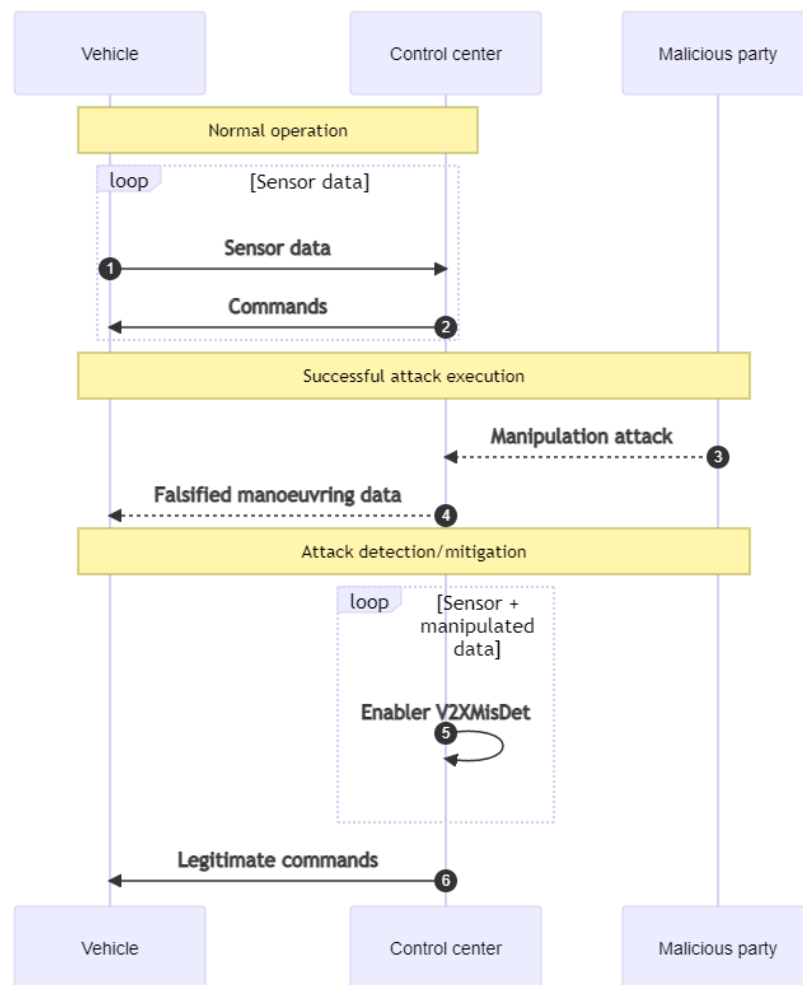 Vehicle
Control center
Malicious party
Normal operation
loop
[Sensor data]
Sensor data
1
Commands
2
Successful attack execution
Manipulation attack
3
Falsified manoeuvring data
4
Attack detection/mitigation
loop
[Sensor +
manipulated
data]
Enabler V2XMisDet
5
Legitimate commands
6
Vehicle
Control center
Malicious party